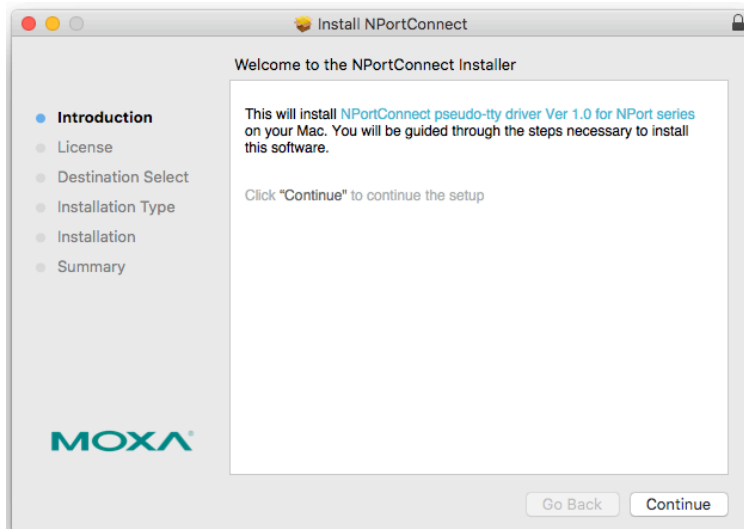 Install NPortConnect
Welcome to the NPortConnect Installer
Introduction
License
Destination Select
Installation Type
Installation
Summary
This will install NPortConnect pseudo-tty driver Ver 1.0 for NPort series
on your Mac. You will be guided through the steps necessary to install
this software.
Click "Continue" to continue the setup
MOXA®
Go Back
Continue